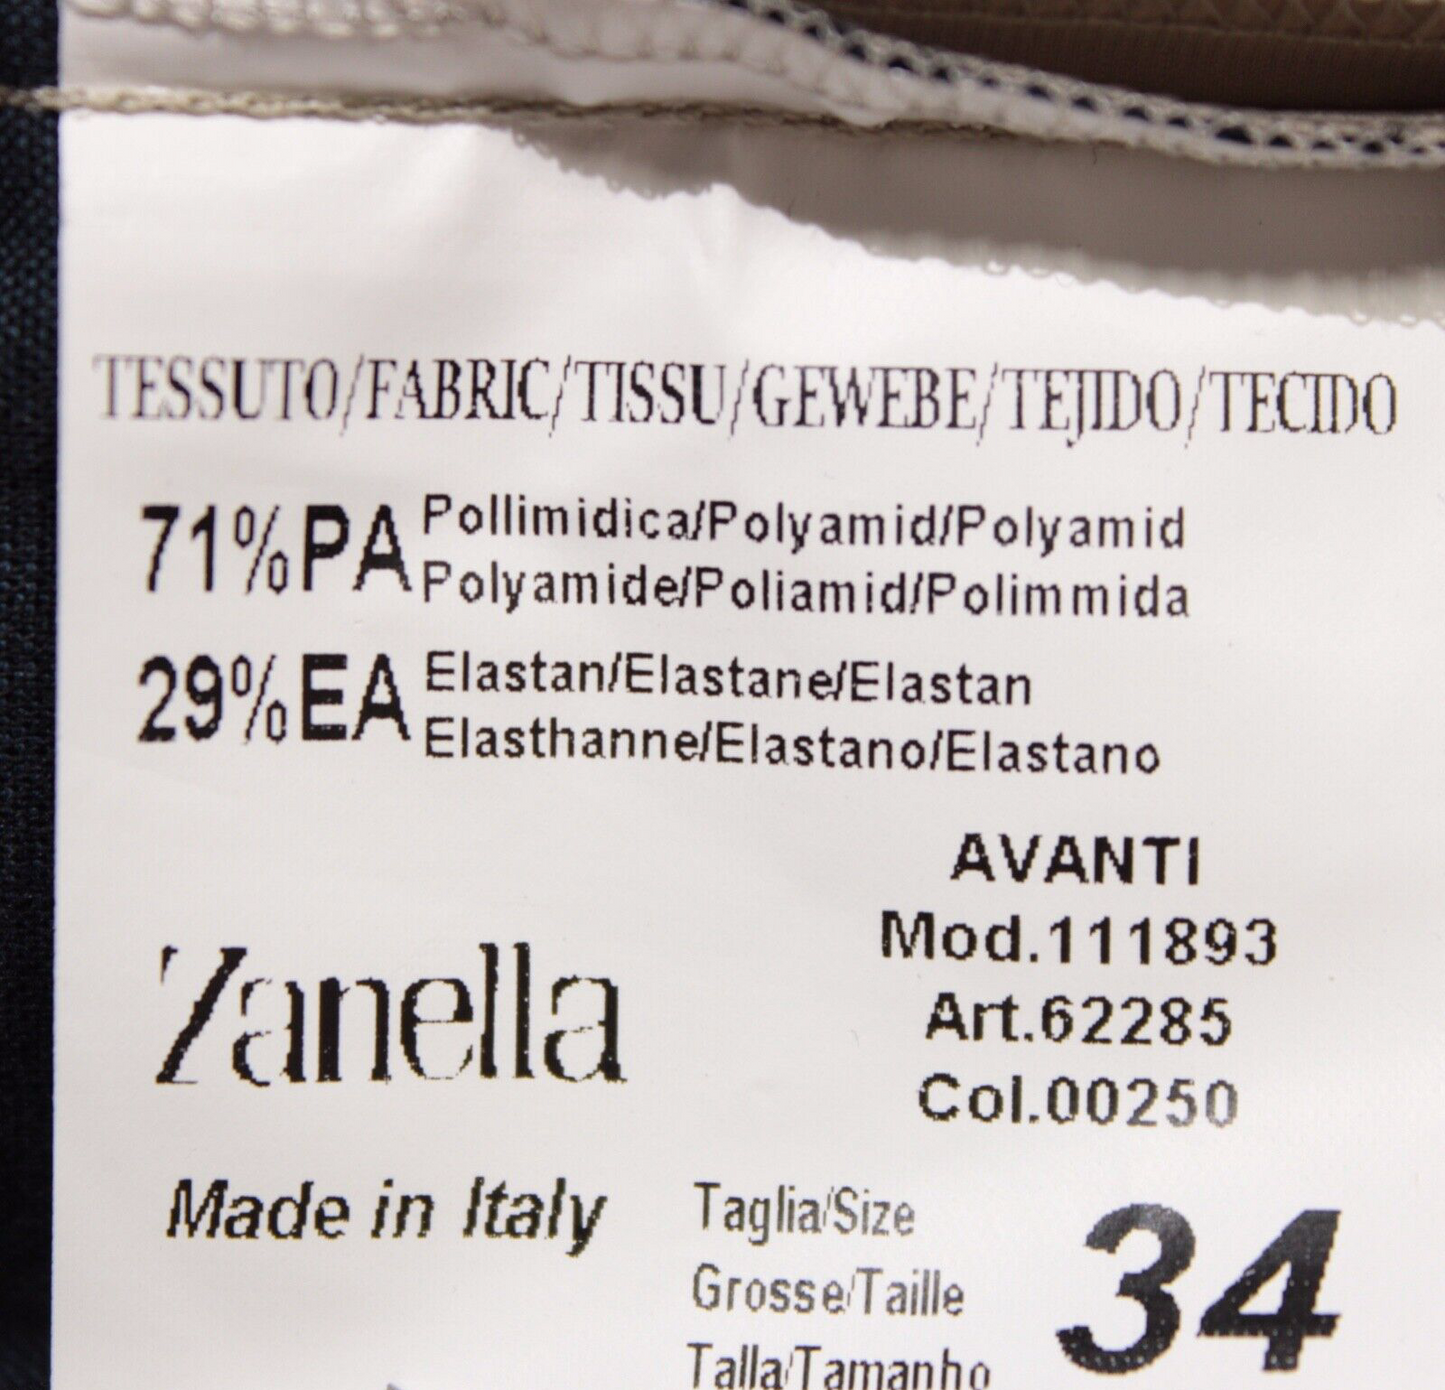 TESSUTO/FABRIC/TISSU/GEWEBE/TEJIDO/TECIDO
71%PA Pollimidica/Polyamid/Polyamid
Polyamide/Poliamid/Polimmida
29%EA Elastan/Elastane/Elastan
Elasthanne/Elastano/Elastano
AVANTI
Mod.111893
Art.62285
Col.00250
Zanella
Made in Italy
Taglia/Size
Grosse/Taille
Talla/Tamanho
34